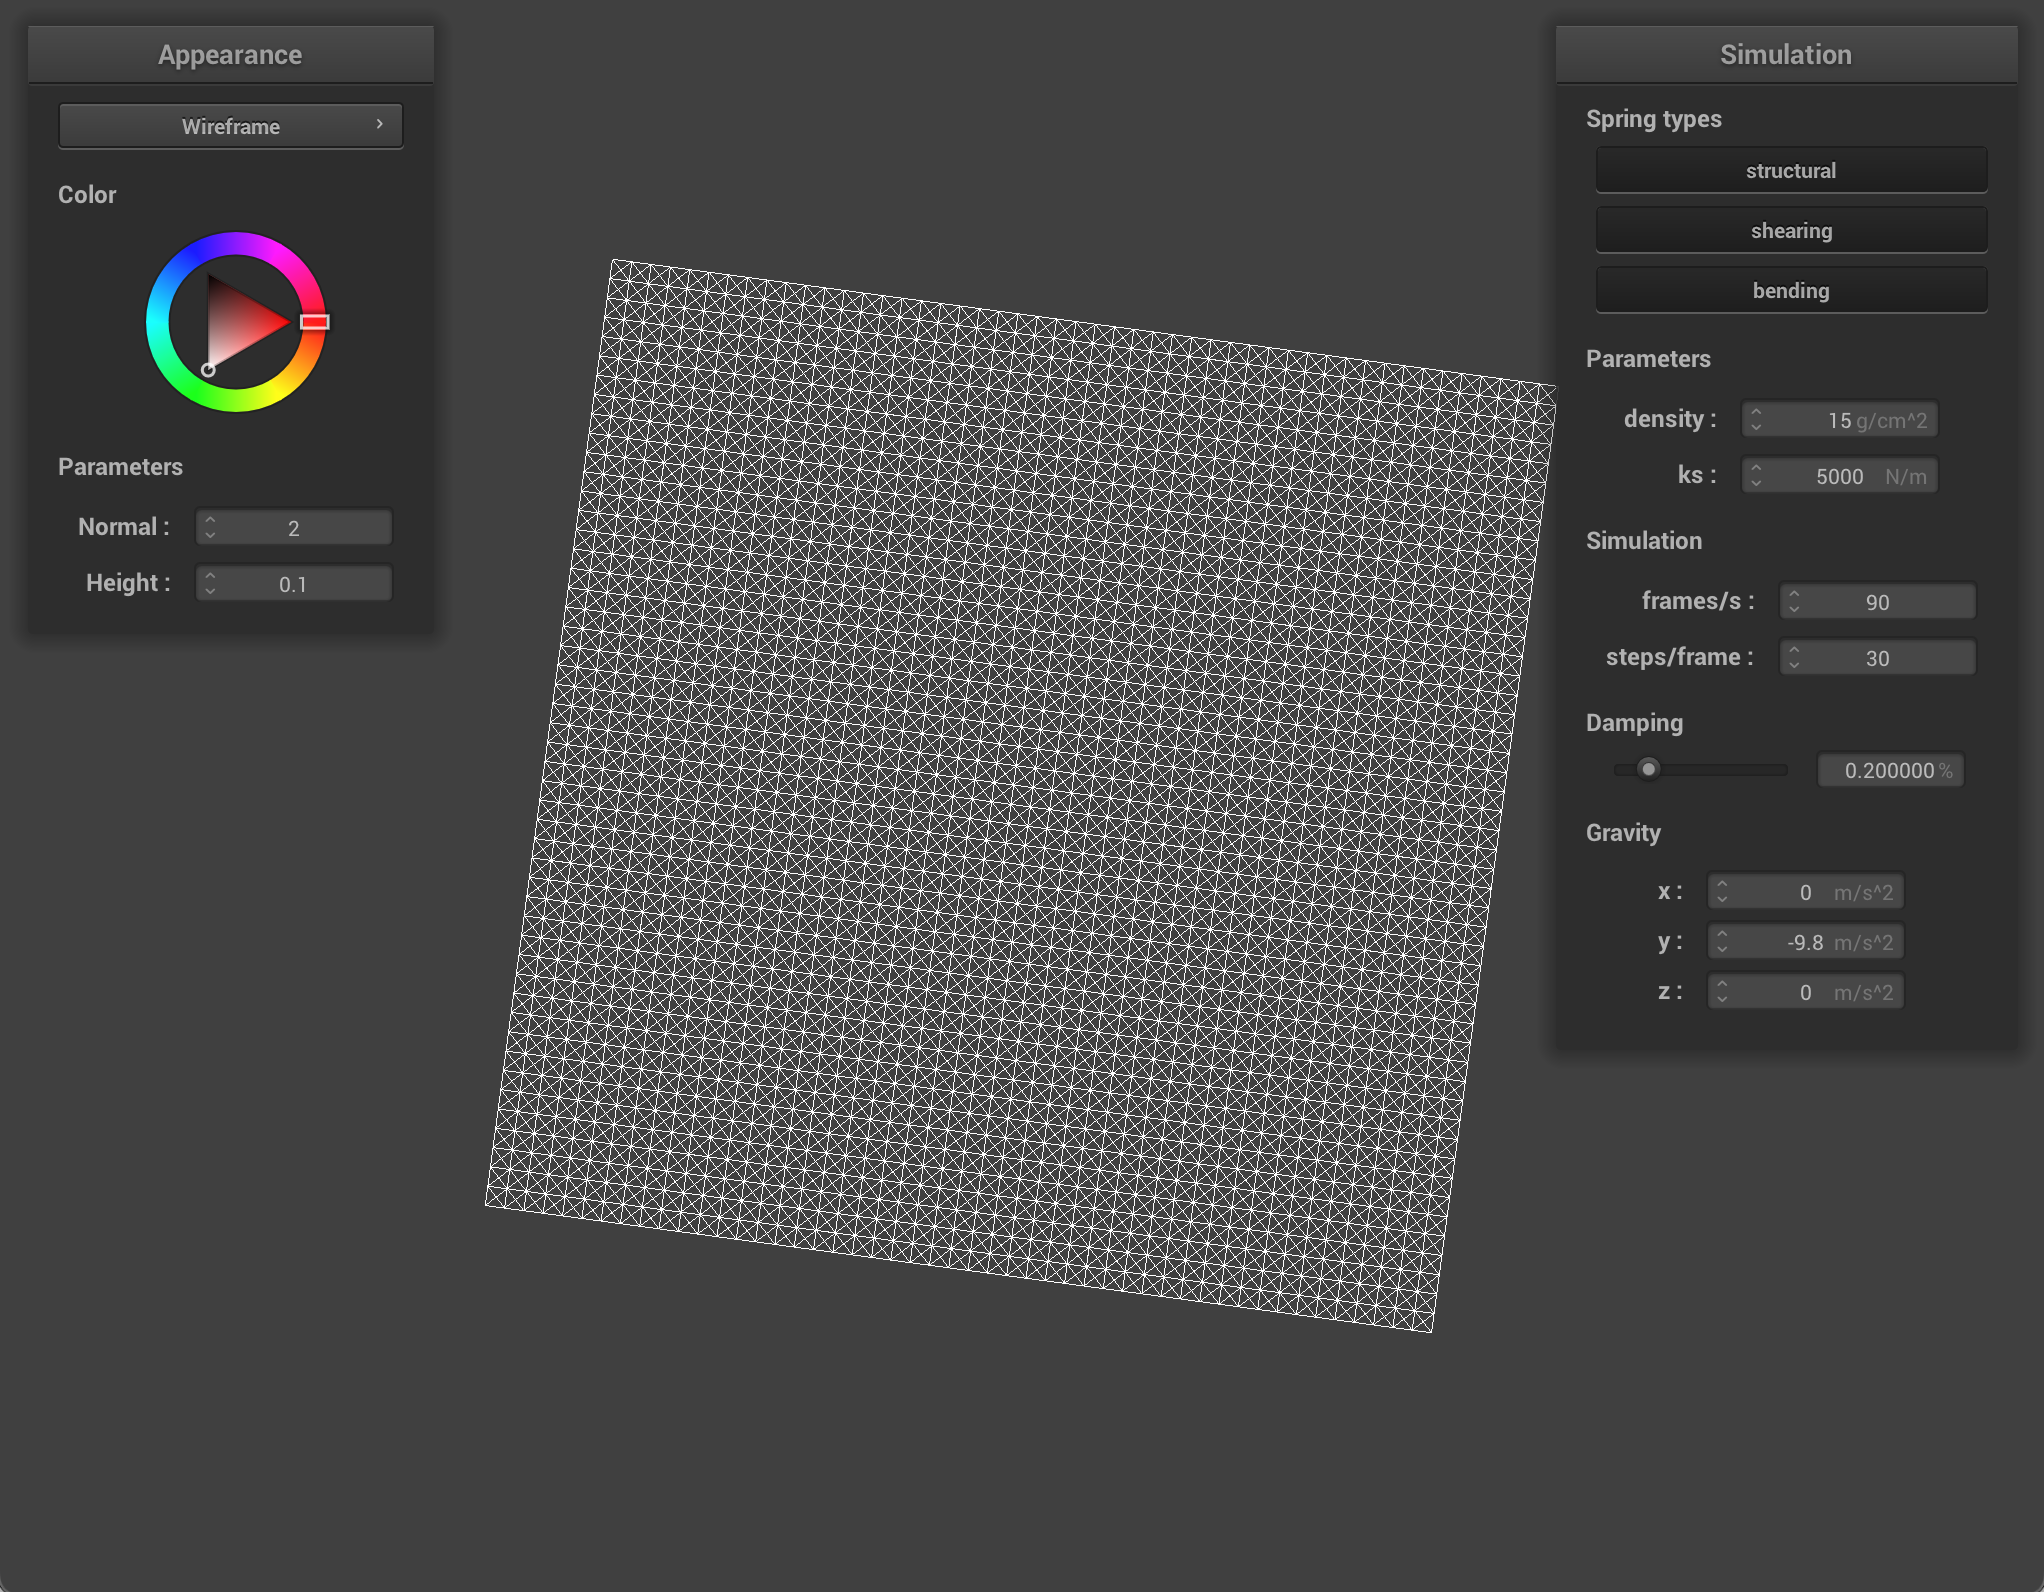 Appearance
Wireframe
Color
Parameters
Normal : 2
Height : 0.1
Simulation
Spring types
structural
shearing
bending
Parameters
density : 15 g/cm^2
ks : 5000 N/m
Simulation
frames/s : 90
steps/frame : 30
Damping
0.200000 %
Gravity
x : 0 m/s^2
y : -9.8 m/s^2
z : 0 m/s^2